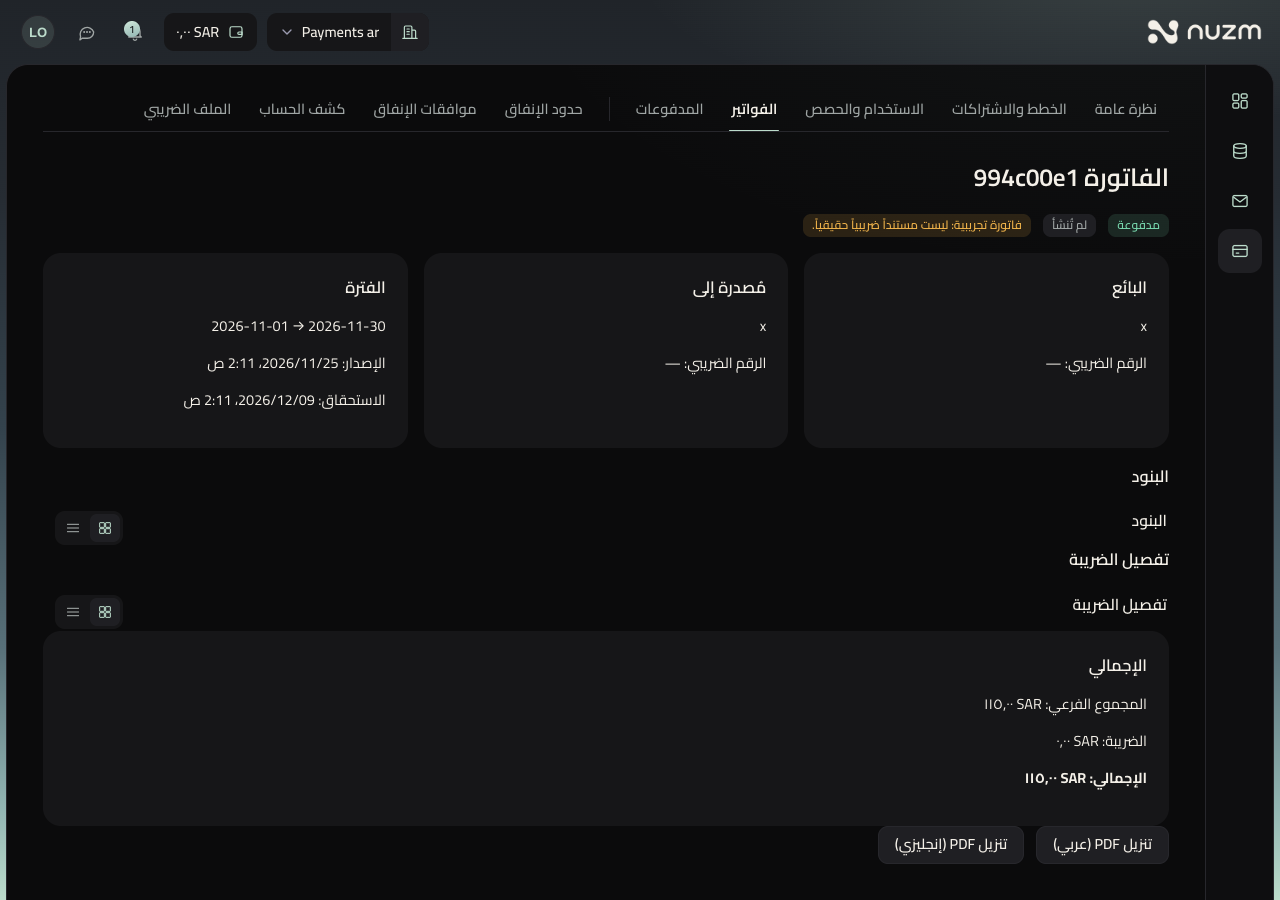 nuzm
Payments ar
٠,٠٠ SAR
1
LO
نظرة عامة
الخطط والاشتراكات
الاستخدام والحصص
الفواتير
المدفوعات
حدود الإنفاق
موافقات الإنفاق
كشف الحساب
الملف الضريبي
الفاتورة 994c00e1
مدفوعة
لم تُنشأ
فاتورة تجريبية: ليست مستنداً ضريبياً حقيقياً.
البائع
x
الرقم الضريبي: —
مُصدرة إلى
x
الرقم الضريبي: —
الفترة
2026-11-01 → 2026-11-30
الإصدار: 2026/11/25، 2:11 ص
الاستحقاق: 2026/12/09، 2:11 ص
البنود
البنود
تفصيل الضريبة
تفصيل الضريبة
الإجمالي
المجموع الفرعي: SAR ١١٥,٠٠
الضريبة: SAR ٠,٠٠
الإجمالي: SAR ١١٥,٠٠
تنزيل PDF (عربي)
تنزيل PDF (إنجليزي)